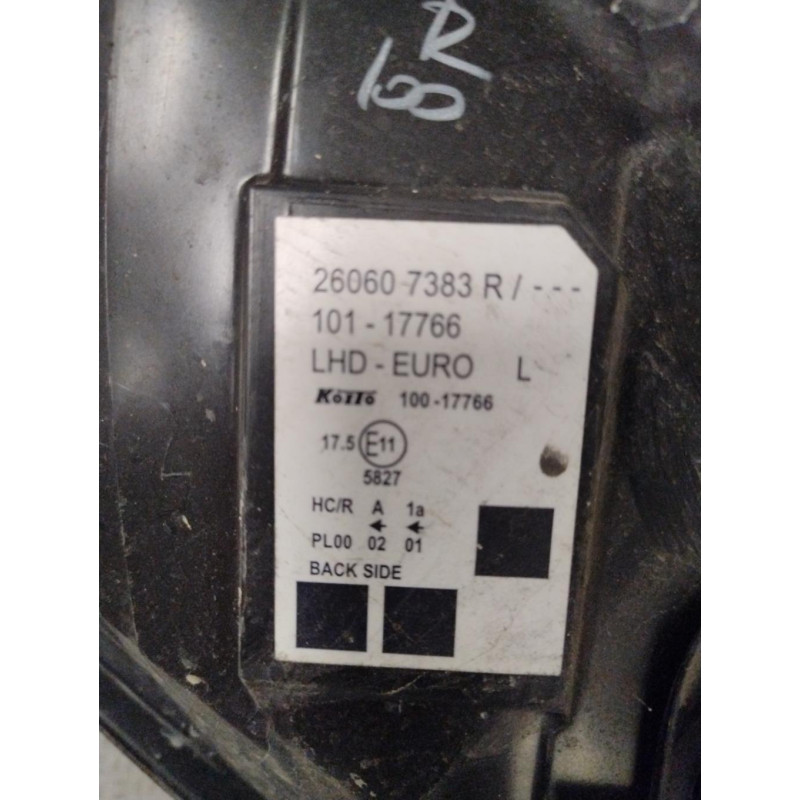 R
100
26060 7383 R / - - -
101 - 17766
LHD - EURO L
KOITO 100 -17766
17.5 E11
5827
HC/R A 1a
← ←
PL00 02 01
BACK SIDE